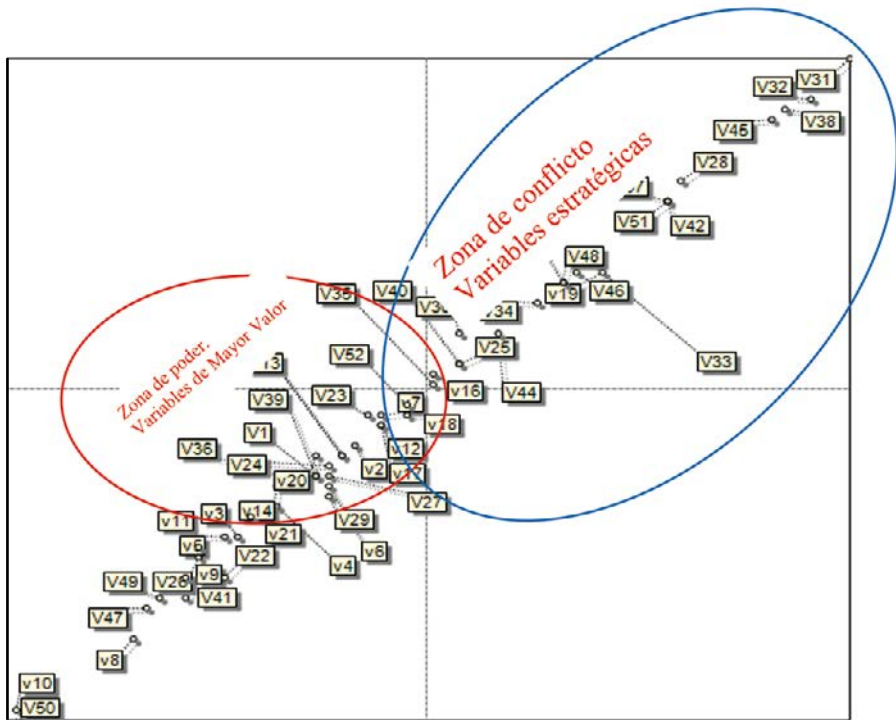 V31
V32
V38
V45
V28
V51
V42
Zona de conflicto
Variables estratégicas
V48
v19
V46
V33
V35
V40
V34
V25
V44
v16
V52
Zona de poder.
Variables de Mayor Valor
V39
V23
v18
V1
V36
V24
v20
v2
v12
V27
v14
v21
V29
v6
v4
v11
v3
V22
v9
V49
V41
V47
v8
v10
V50